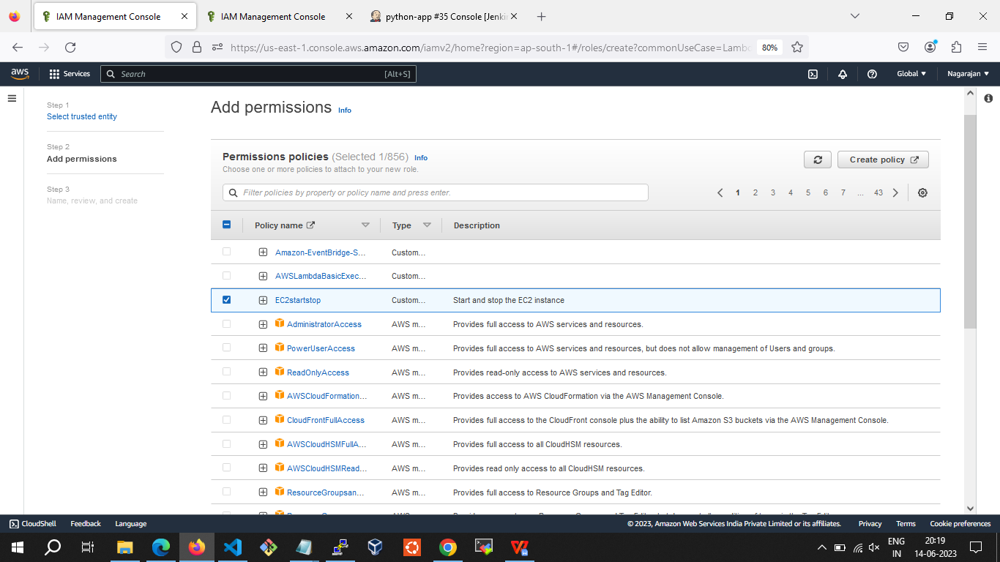 IAM Management Console
IAM Management Console
python-app #35 Console [Jenki
https://us-east-1.console.aws.amazon.com/iamv2/home?region=ap-south-1#/roles/create?commonUseCase=Lamb
80%
aws
Services
Search
[Alt+S]
Global
Nagarajan
Step 1
Select trusted entity
Step 2
Add permissions
Step 3
Name, review, and create
Add permissions Info
Permissions policies (Selected 1/856) Info
Choose one or more policies to attach to your new role.
Create policy
Filter policies by property or policy name and press enter.
1 2 3 4 5 6 7 ... 43
Policy name Type Description
Amazon-EventBridge-S... Custom...
AWSLambdaBasicExec... Custom...
EC2startstop Custom... Start and stop the EC2 instance
AdministratorAccess AWS m... Provides full access to AWS services and resources.
PowerUserAccess AWS m... Provides full access to AWS services and resources, but does not allow management of Users and groups.
ReadOnlyAccess AWS m... Provides read-only access to AWS services and resources.
AWSCloudFormation... AWS m... Provides access to AWS CloudFormation via the AWS Management Console.
CloudFrontFullAccess AWS m... Provides full access to the CloudFront console plus the ability to list Amazon S3 buckets via the AWS Management Console.
AWSCloudHSMFullA... AWS m... Provides full access to all CloudHSM resources.
AWSCloudHSMRead... AWS m... Provides read only access to all CloudHSM resources.
ResourceGroupsan... AWS m... Provides full access to Resource Groups and Tag Editor.
CloudShell
Feedback
Language
© 2023, Amazon Web Services India Private Limited or its affiliates.
Privacy
Terms
Cookie preferences
ENG
IN
20:19
14-06-2023